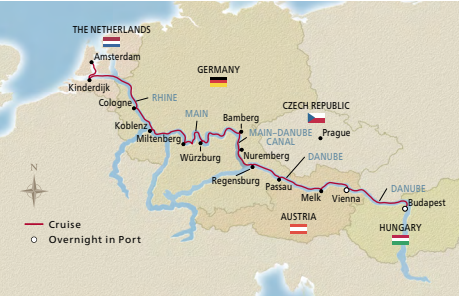 THE NETHERLANDS
Amsterdam
Kinderdijk
GERMANY
Cologne
RHINE
CZECH REPUBLIC
MAIN
Bamberg
Koblenz
Miltenberg
MAIN-DANUBE
CANAL
Prague
Würzburg
Nuremberg
DANUBE
Regensburg
Passau
N
Melk
Vienna
DANUBE
Budapest
AUSTRIA
HUNGARY
Cruise
Overnight in Port